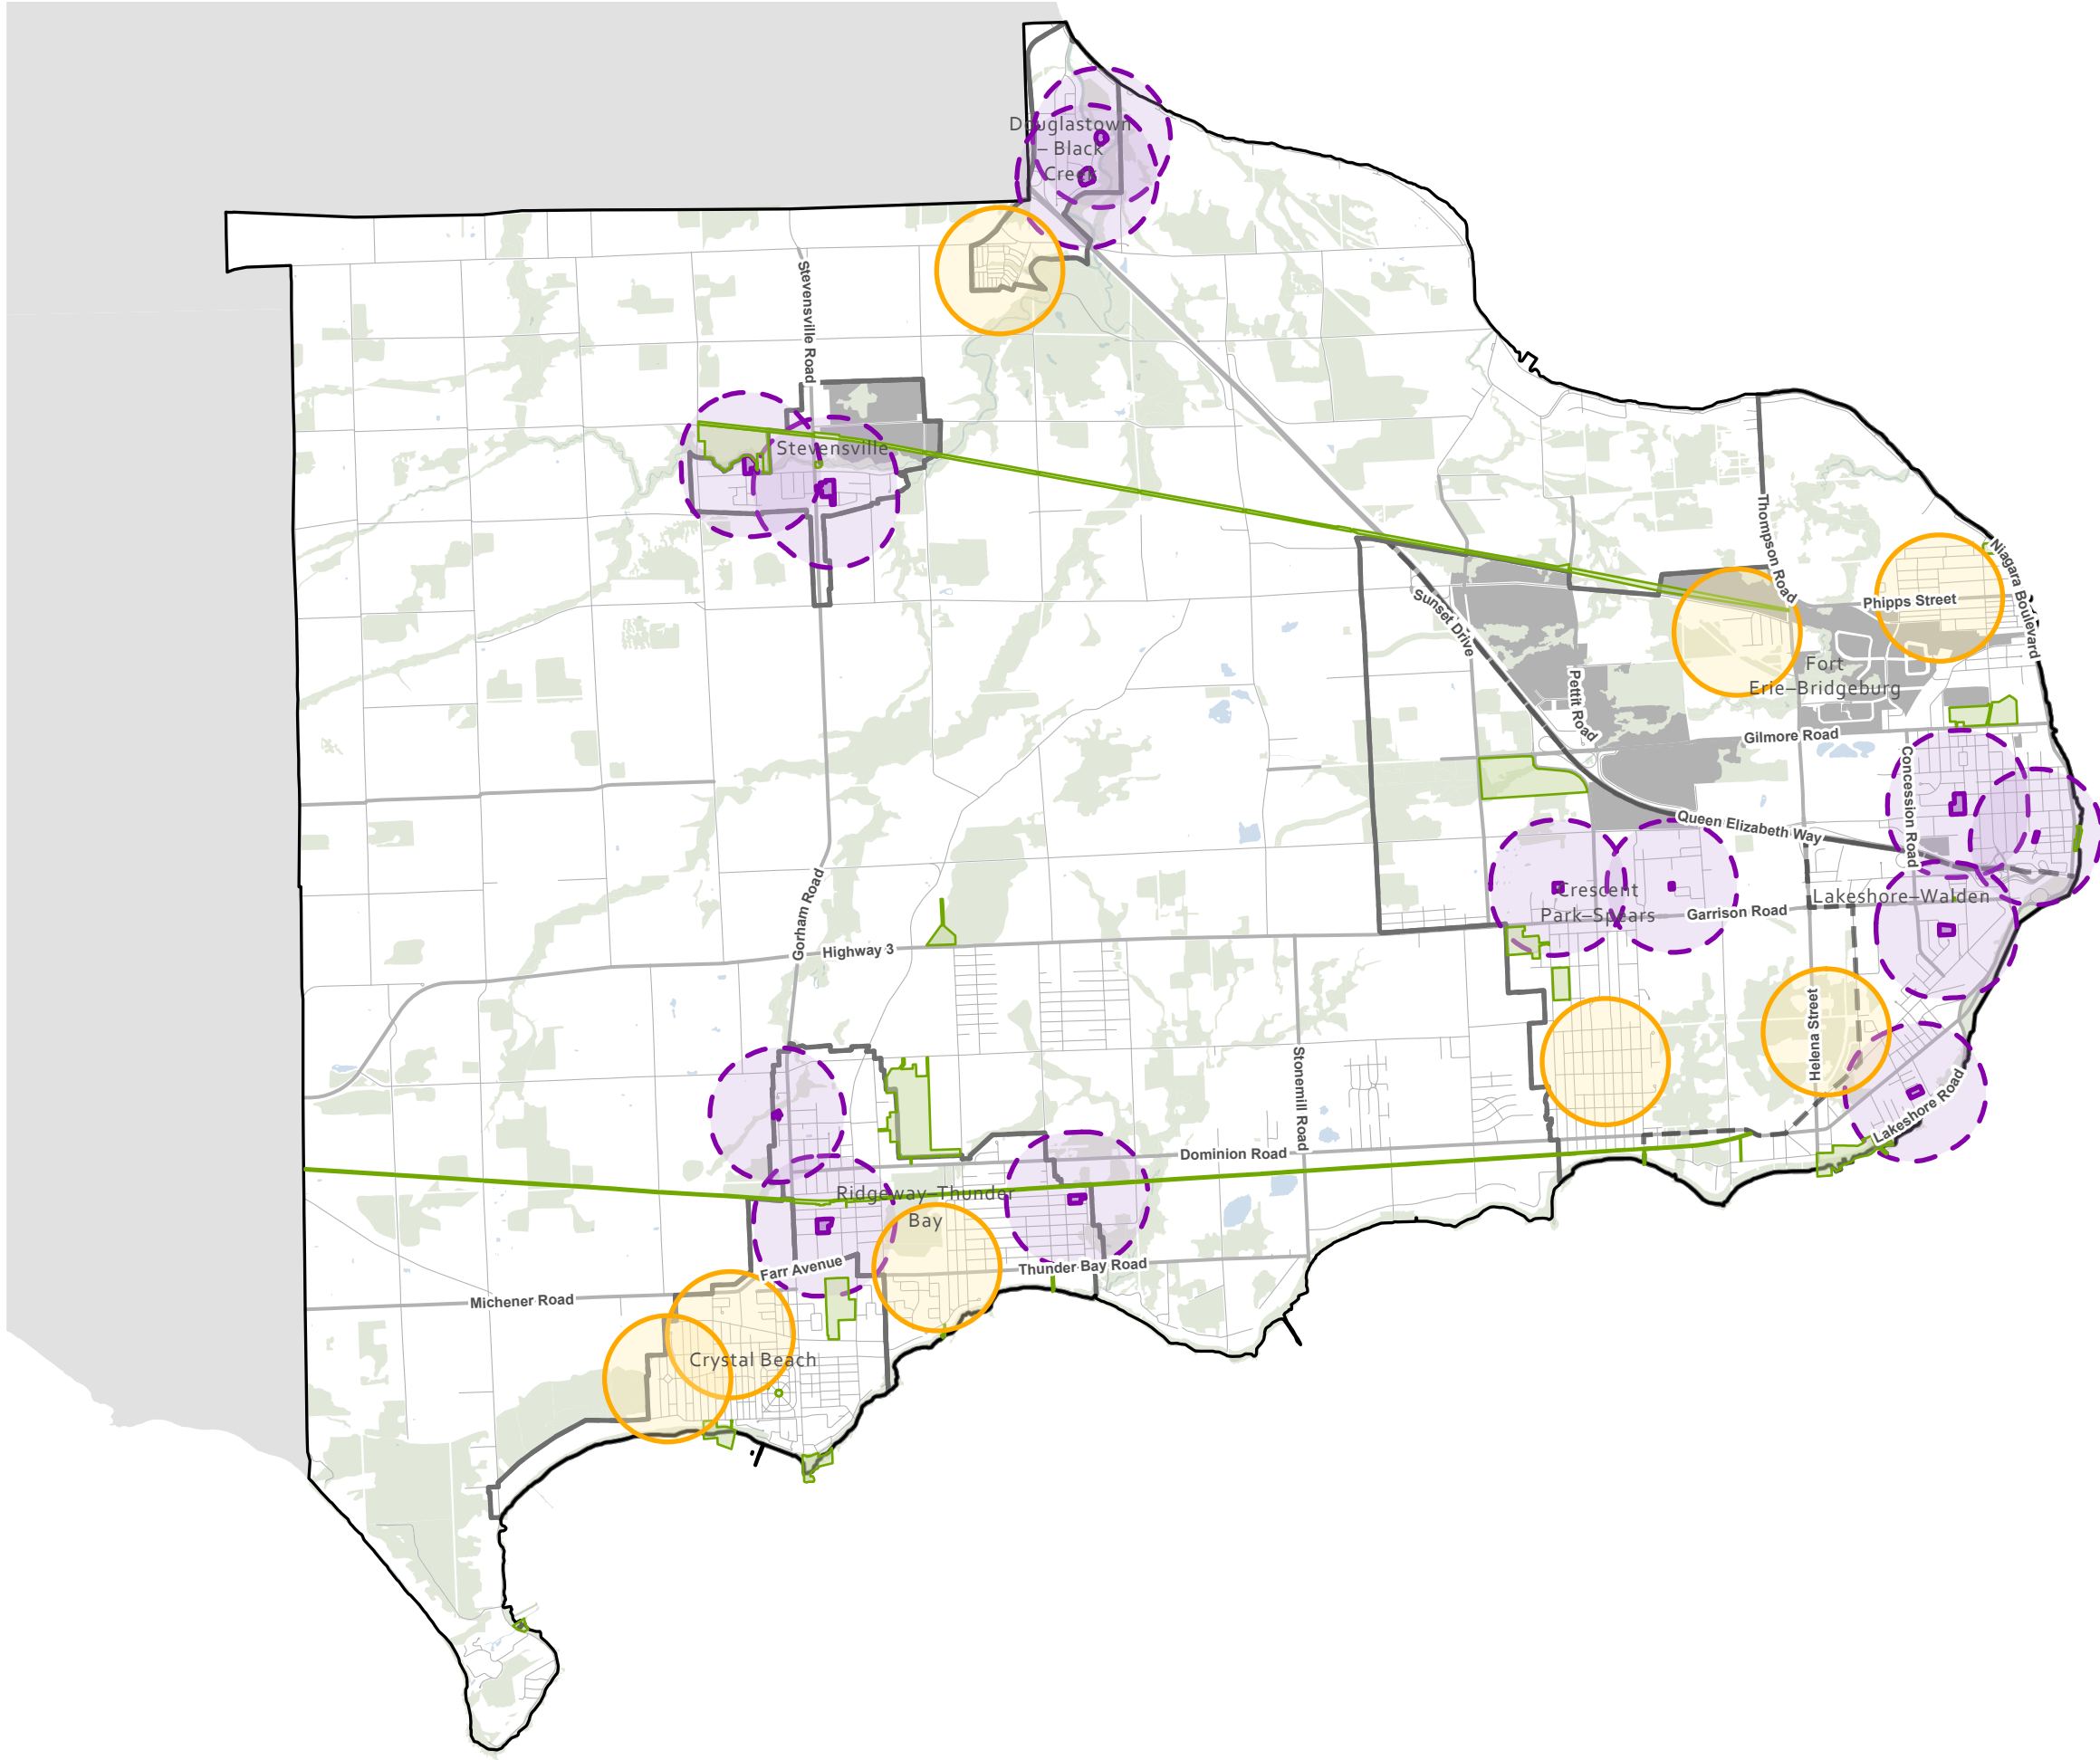 Douglastown
– Black
Creek
Stevensville Road
Stevensville
Thompson Road
Niagara Boulevard
Phipps Street
Sunset Drive
Fort
Erie–Bridgeburg
Pettit Road
Gilmore Road
Concession Road
Queen Elizabeth Way
Crescent
Park–Spears
Lakeshore–Walden
Garrison Road
Gorham Road
Highway 3
Helena Street
Stonemill Road
Lakeshore Road
Dominion Road
Ridgeway–Thunder
Bay
Farr Avenue
Thunder Bay Road
Michener Road
Crystal Beach